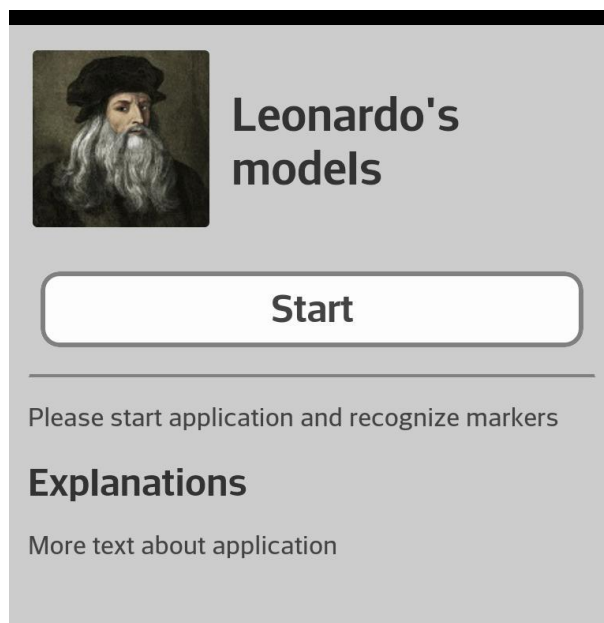 Leonardo's
models
Start
Please start application and recognize markers
Explanations
More text about application